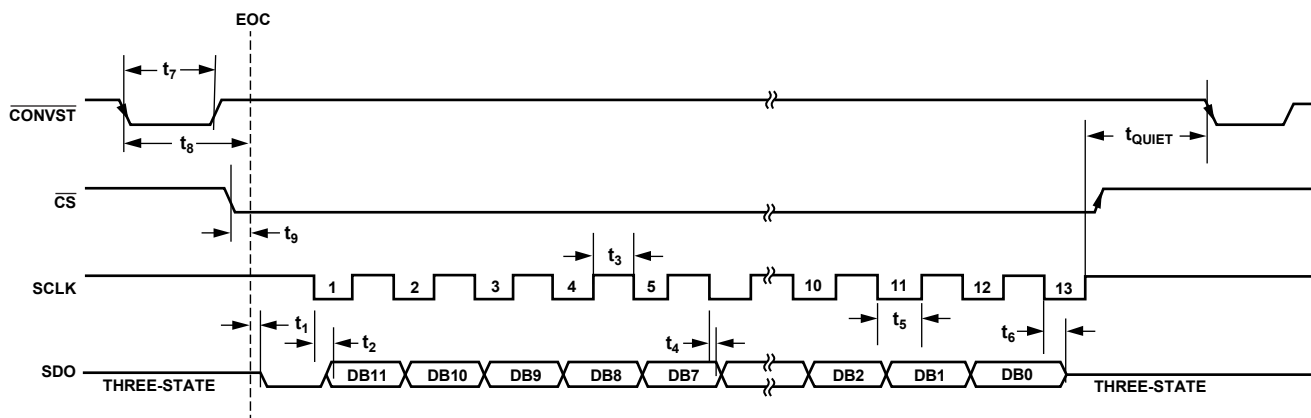 EOC
t7
CONVST
t8
tQUIET
CS
t9
t3
SCLK
1 2 3 4 5 10 11 12 13
t1
t2
t4
t5
t6
SDO
THREE-STATE
DB11 DB10 DB9 DB8 DB7 DB2 DB1 DB0
THREE-STATE